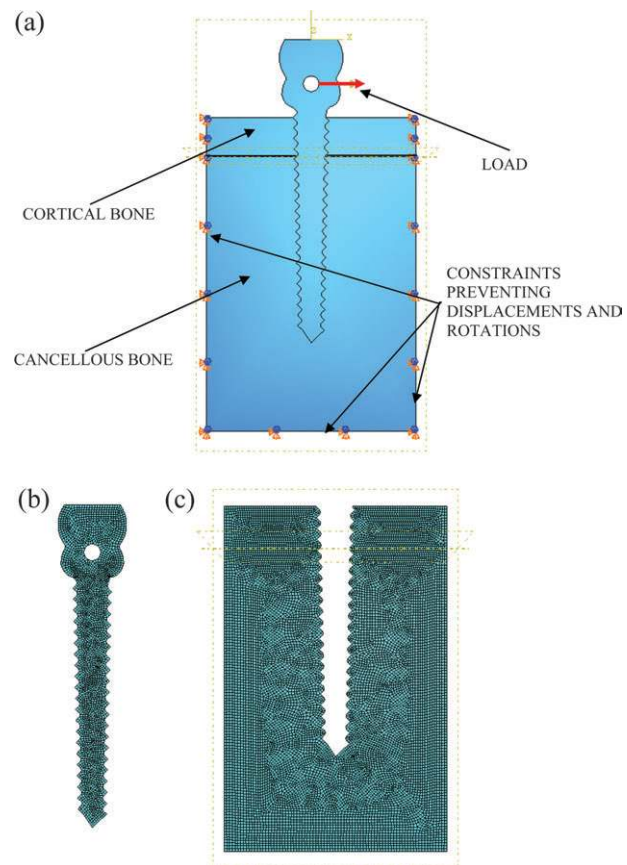 (a)
LOAD
CORTICAL BONE
CONSTRAINTS
PREVENTING
DISPLACEMENTS AND
ROTATIONS
CANCELLOUS BONE
(b)
(c)